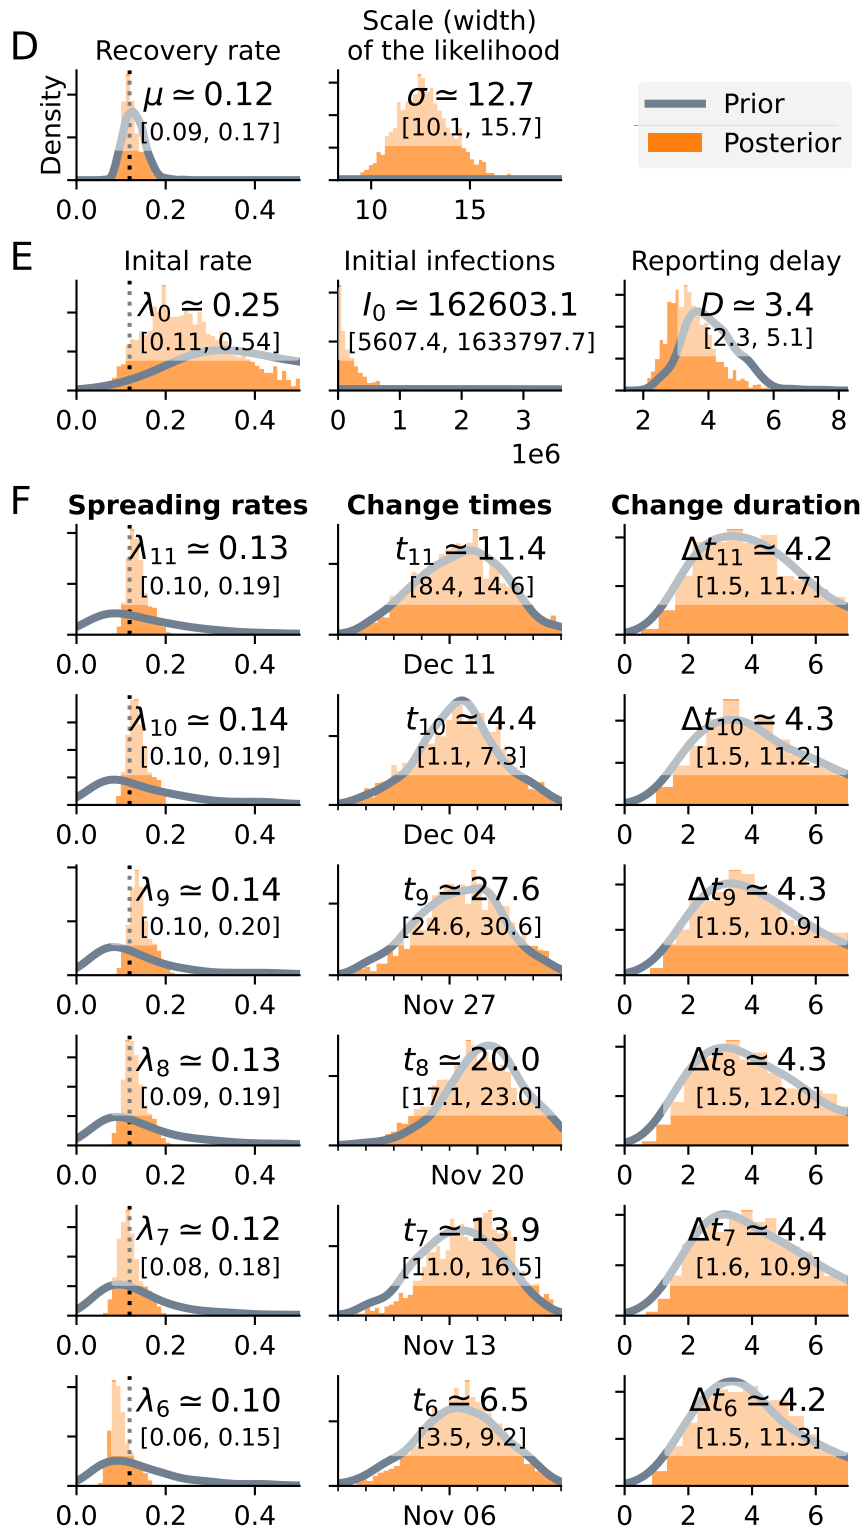 D
Recovery rate
Density
μ ≃ 0.12
[0.09, 0.17]
0.0 0.2 0.4
Scale (width)
of the likelihood
σ ≃ 12.7
[10.1, 15.7]
10 15
Prior
Posterior
E
Inital rate
λ0 ≃ 0.25
[0.11, 0.54]
0.0 0.2 0.4
Initial infections
I0 ≃ 162603.1
[5607.4, 1633797.7]
0 1 2 3
1e6
Reporting delay
D ≃ 3.4
[2.3, 5.1]
2 4 6 8
F
Spreading rates
Change times
Change duration
λ11 ≃ 0.13
[0.10, 0.19]
0.0 0.2 0.4
t11 ≃ 11.4
[8.4, 14.6]
Dec 11
Δt11 ≃ 4.2
[1.5, 11.7]
0 2 4 6
λ10 ≃ 0.14
[0.10, 0.19]
0.0 0.2 0.4
t10 ≃ 4.4
[1.1, 7.3]
Dec 04
Δt10 ≃ 4.3
[1.5, 11.2]
0 2 4 6
λ9 ≃ 0.14
[0.10, 0.20]
0.0 0.2 0.4
t9 ≃ 27.6
[24.6, 30.6]
Nov 27
Δt9 ≃ 4.3
[1.5, 10.9]
0 2 4 6
λ8 ≃ 0.13
[0.09, 0.19]
0.0 0.2 0.4
t8 ≃ 20.0
[17.1, 23.0]
Nov 20
Δt8 ≃ 4.3
[1.5, 12.0]
0 2 4 6
λ7 ≃ 0.12
[0.08, 0.18]
0.0 0.2 0.4
t7 ≃ 13.9
[11.0, 16.5]
Nov 13
Δt7 ≃ 4.4
[1.6, 10.9]
0 2 4 6
λ6 ≃ 0.10
[0.06, 0.15]
0.0 0.2 0.4
t6 ≃ 6.5
[3.5, 9.2]
Nov 06
Δt6 ≃ 4.2
[1.5, 11.3]
0 2 4 6